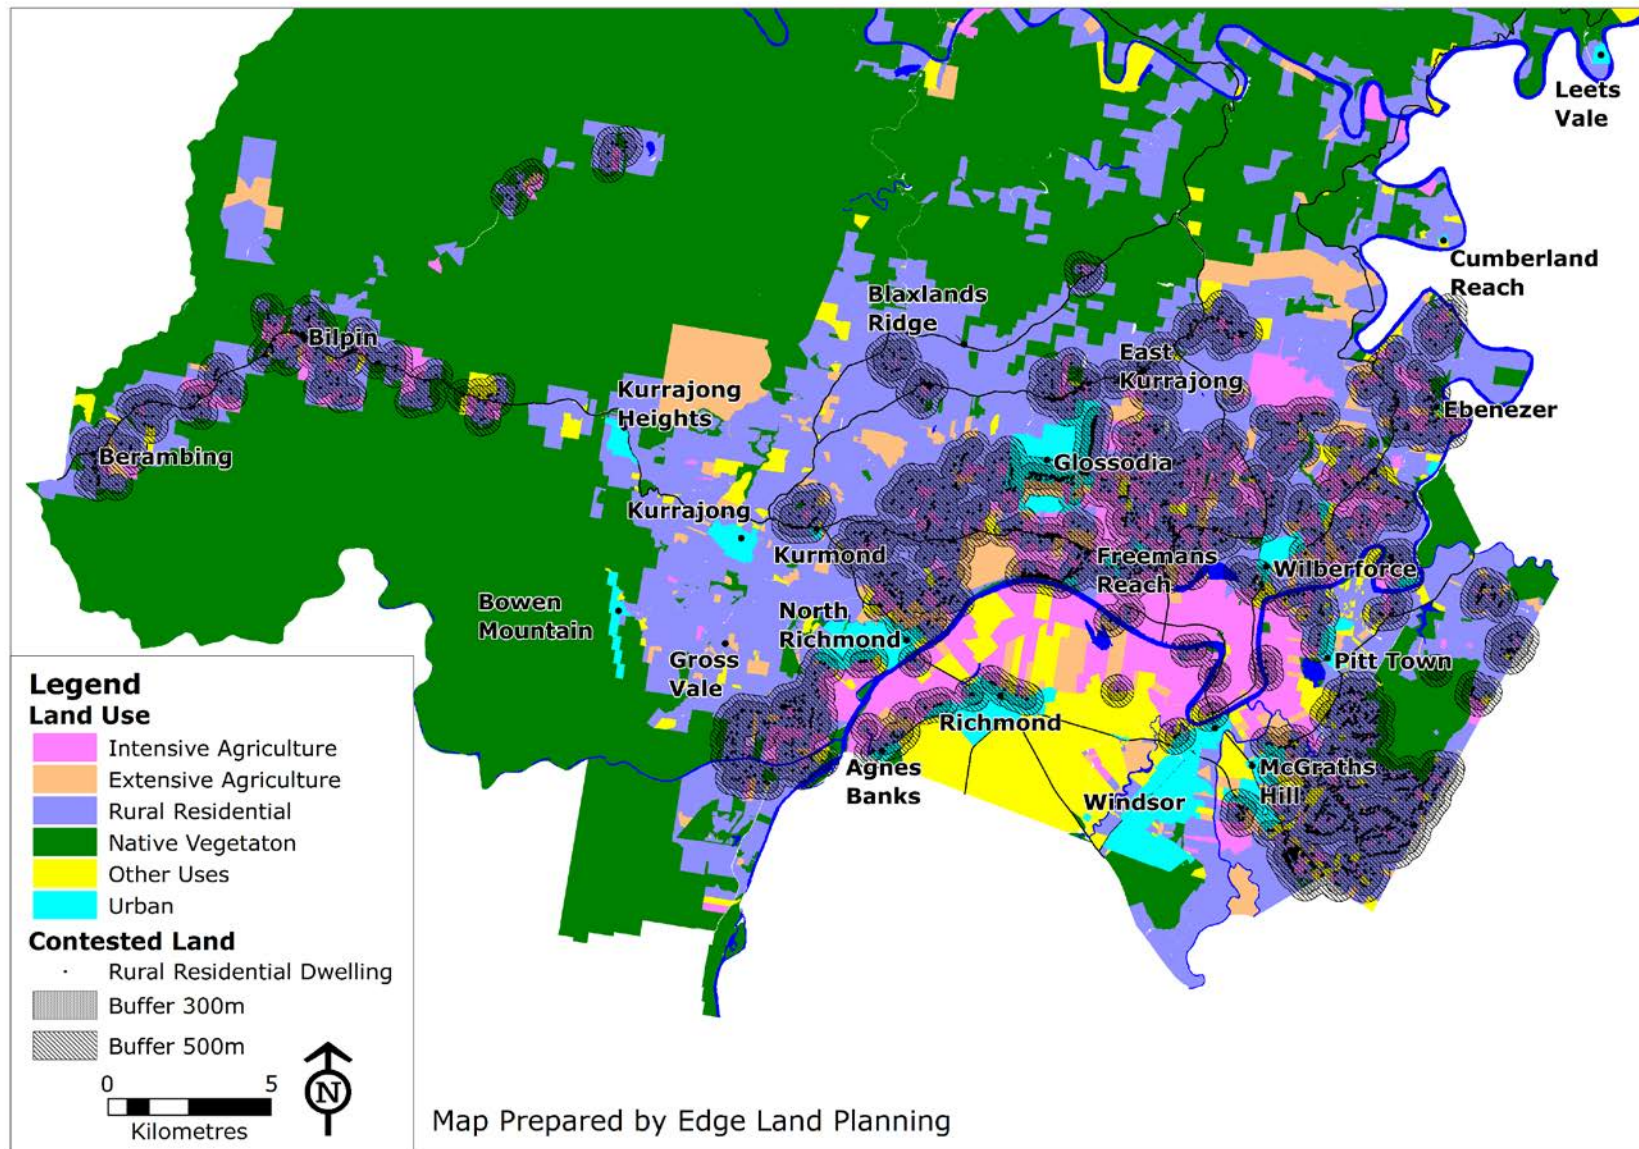 Leets
Vale
Cumberland
Reach
Blaxlands
Ridge
Bilpin
East
Kurrajong
Kurrajong
Heights
Ebenezer
Berambing
Glossodia
Kurrajong
Kurmond
Freemans
Reach
Wilberforce
Bowen
Mountain
North
Richmond
Gross
Vale
Pitt Town
Richmond
Agnes
Banks
McGraths
Hill
Windsor
Legend
Land Use
Intensive Agriculture
Extensive Agriculture
Rural Residential
Native Vegetaton
Other Uses
Urban
Contested Land
Rural Residential Dwelling
Buffer 300m
Buffer 500m
0 5
Kilometres
N
Map Prepared by Edge Land Planning